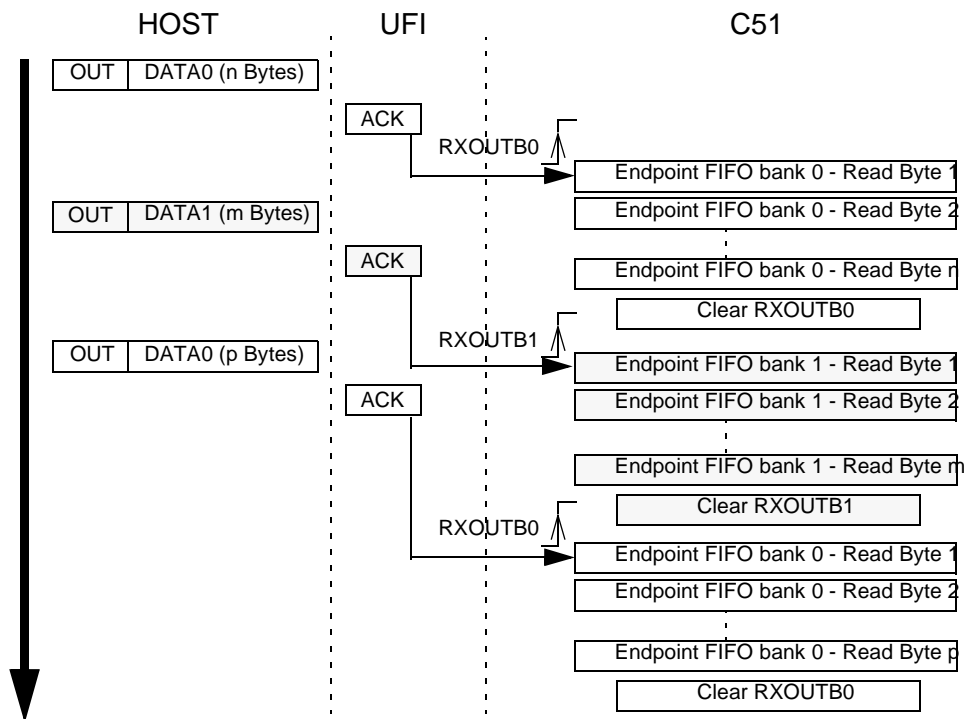 HOST UFI C51
OUT DATA0 (n Bytes)
ACK
RXOUTB0
Endpoint FIFO bank 0 - Read Byte 1
OUT DATA1 (m Bytes)
Endpoint FIFO bank 0 - Read Byte 2
ACK
Endpoint FIFO bank 0 - Read Byte n
Clear RXOUTB0
OUT DATA0 (p Bytes)
RXOUTB1
Endpoint FIFO bank 1 - Read Byte 1
ACK
Endpoint FIFO bank 1 - Read Byte 2
Endpoint FIFO bank 1 - Read Byte m
Clear RXOUTB1
RXOUTB0
Endpoint FIFO bank 0 - Read Byte 1
Endpoint FIFO bank 0 - Read Byte 2
Endpoint FIFO bank 0 - Read Byte p
Clear RXOUTB0